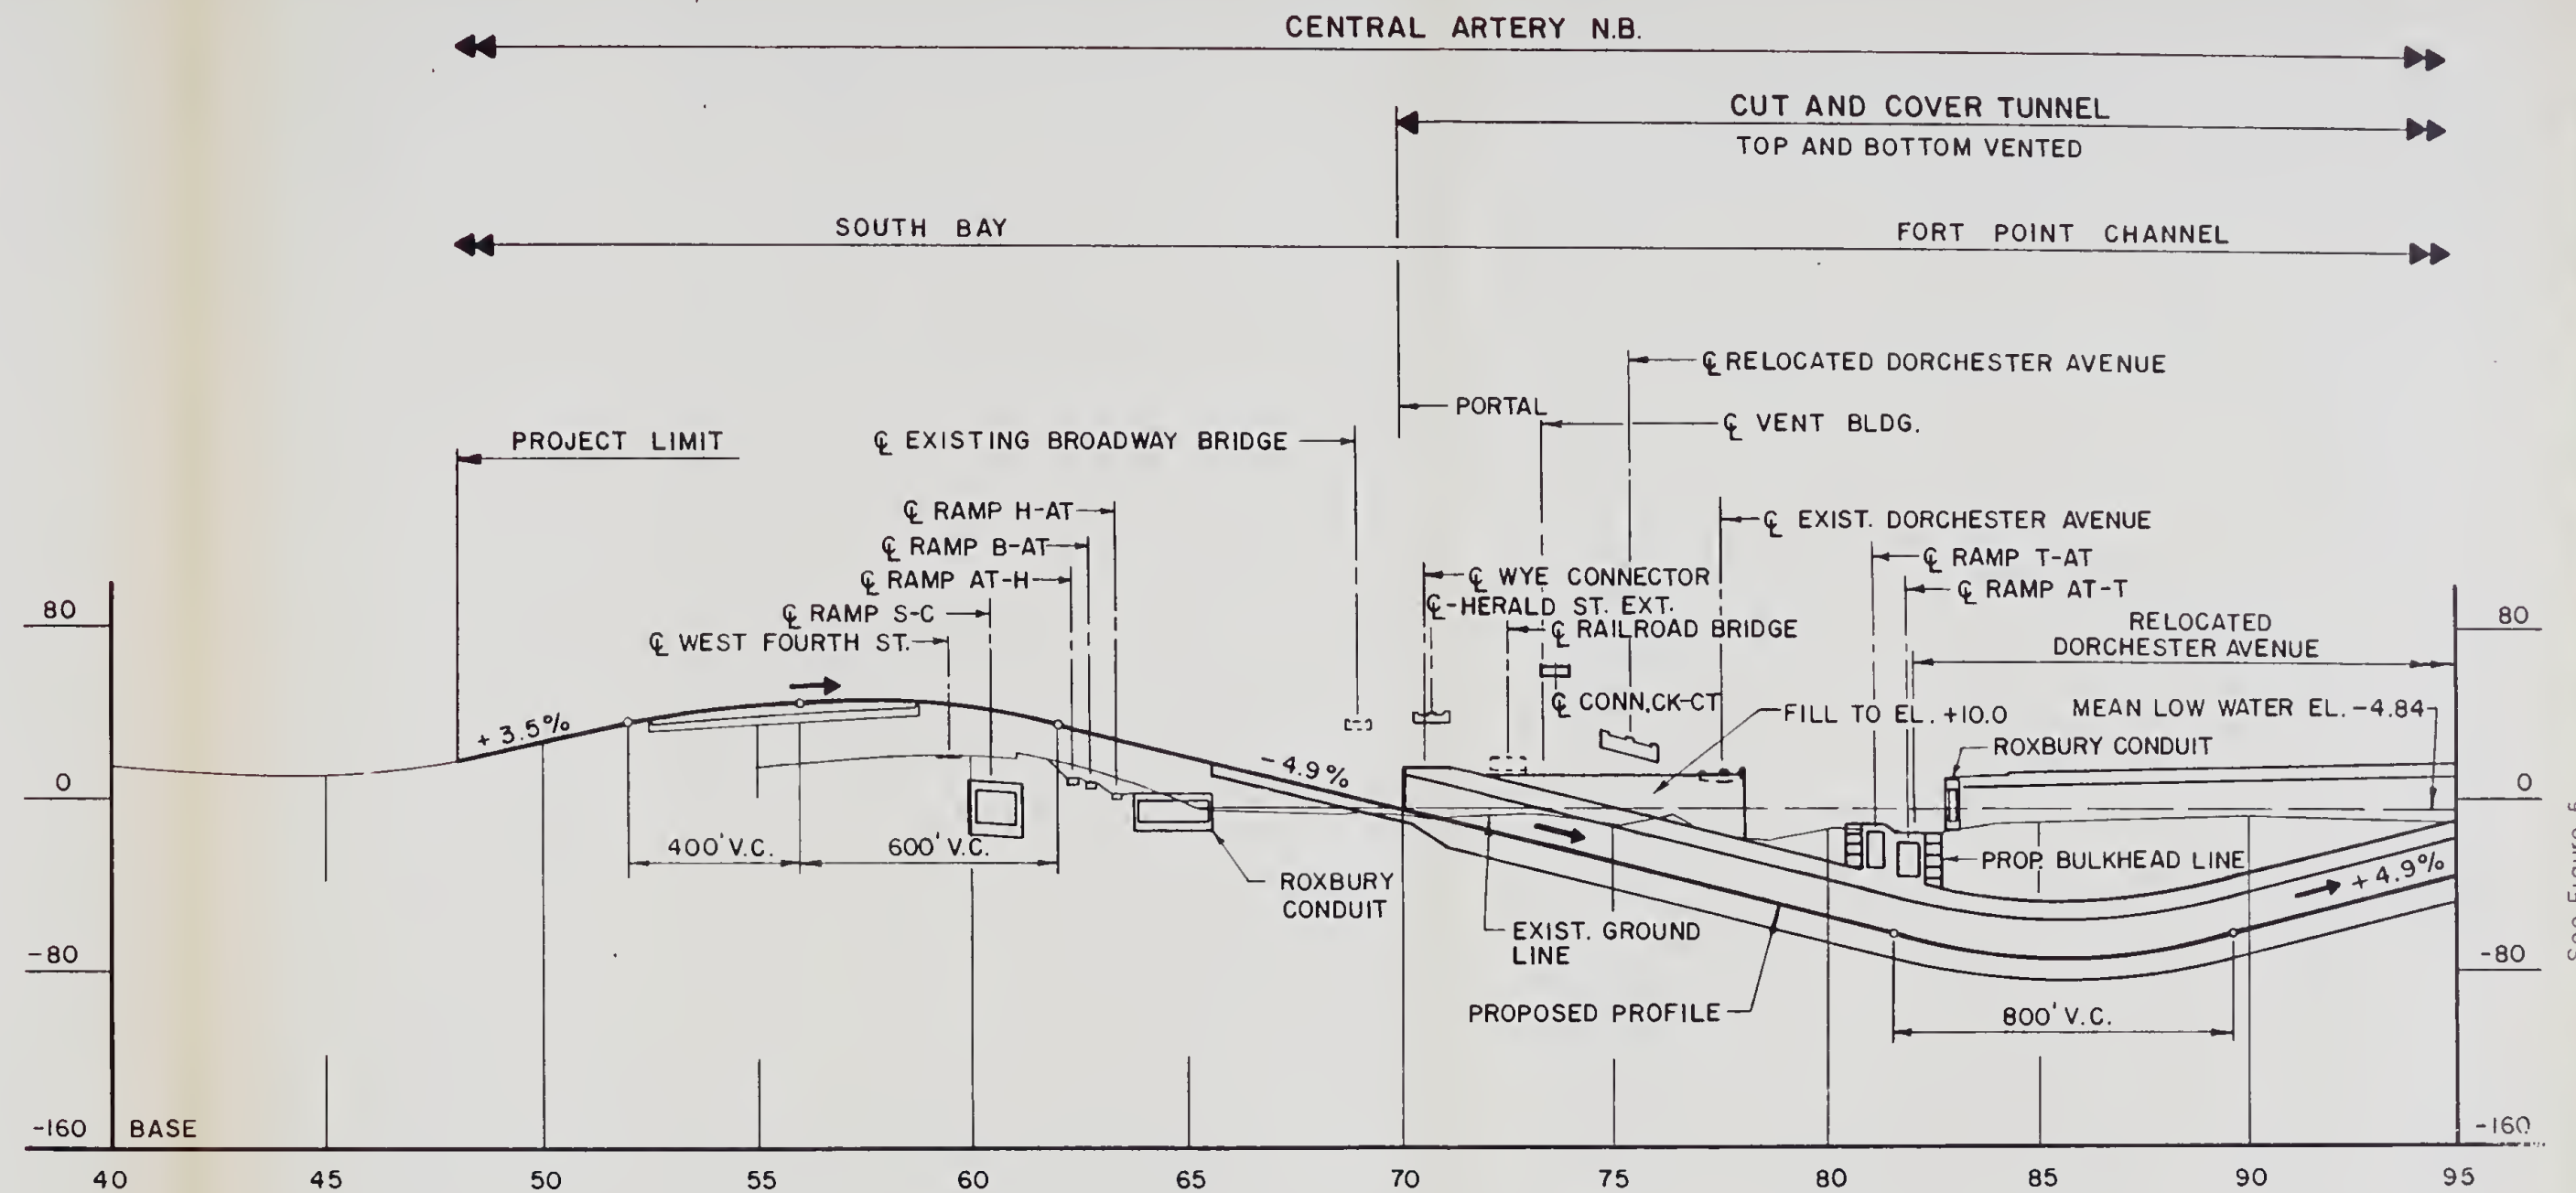 CENTRAL ARTERY N.B.
CUT AND COVER TUNNEL
TOP AND BOTTOM VENTED
SOUTH BAY
FORT POINT CHANNEL
℄ RELOCATED DORCHESTER AVENUE
PORTAL
℄ VENT BLDG.
PROJECT LIMIT
℄ EXISTING BROADWAY BRIDGE
℄ RAMP H-AT
℄ EXIST. DORCHESTER AVENUE
℄ RAMP B-AT
℄ RAMP T-AT
℄ RAMP AT-H
℄ WYE CONNECTOR
℄ RAMP AT-T
℄ RAMP S-C
℄-HERALD ST. EXT.
80
80
℄ WEST FOURTH ST.
℄ RAILROAD BRIDGE
RELOCATED
DORCHESTER AVENUE
℄ CONN.CK-CT
FILL TO EL. +10.0
MEAN LOW WATER EL. -4.84
+3.5%
ROXBURY CONDUIT
-4.9%
0
0
400' V.C.
600' V.C.
PROP. BULKHEAD LINE
+4.9%
ROXBURY
CONDUIT
EXIST. GROUND
LINE
-80
-80
PROPOSED PROFILE
800' V.C.
-160
BASE
-160
40 45 50 55 60 65 70 75 80 85 90 95